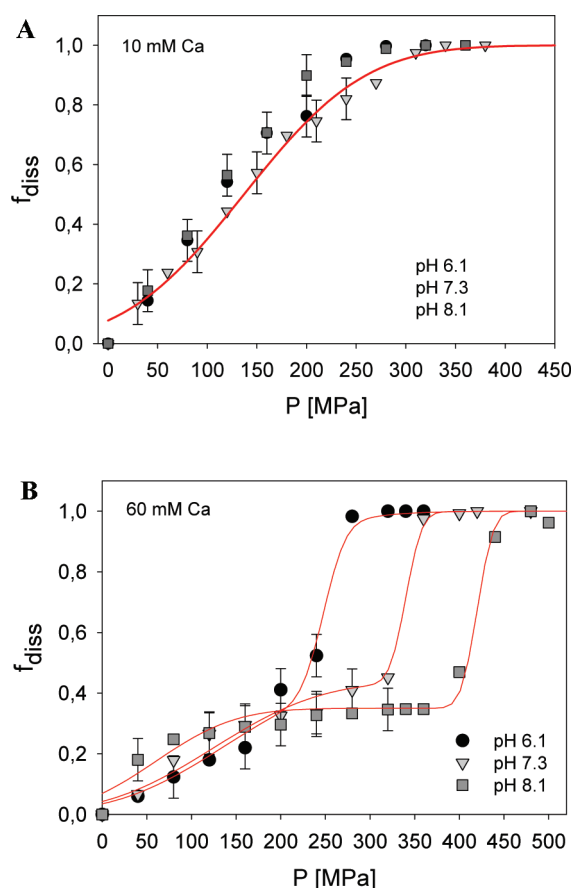 A
10 mM Ca
1,0
0,8
0,6
0,4
0,2
0,0
f diss
pH 6.1
pH 7.3
pH 8.1
0 50 100 150 200 250 300 350 400 450
P [MPa]
B
60 mM Ca
1,0
0,8
0,6
0,4
0,2
0,0
f diss
pH 6.1
pH 7.3
pH 8.1
0 50 100 150 200 250 300 350 400 450 500
P [MPa]